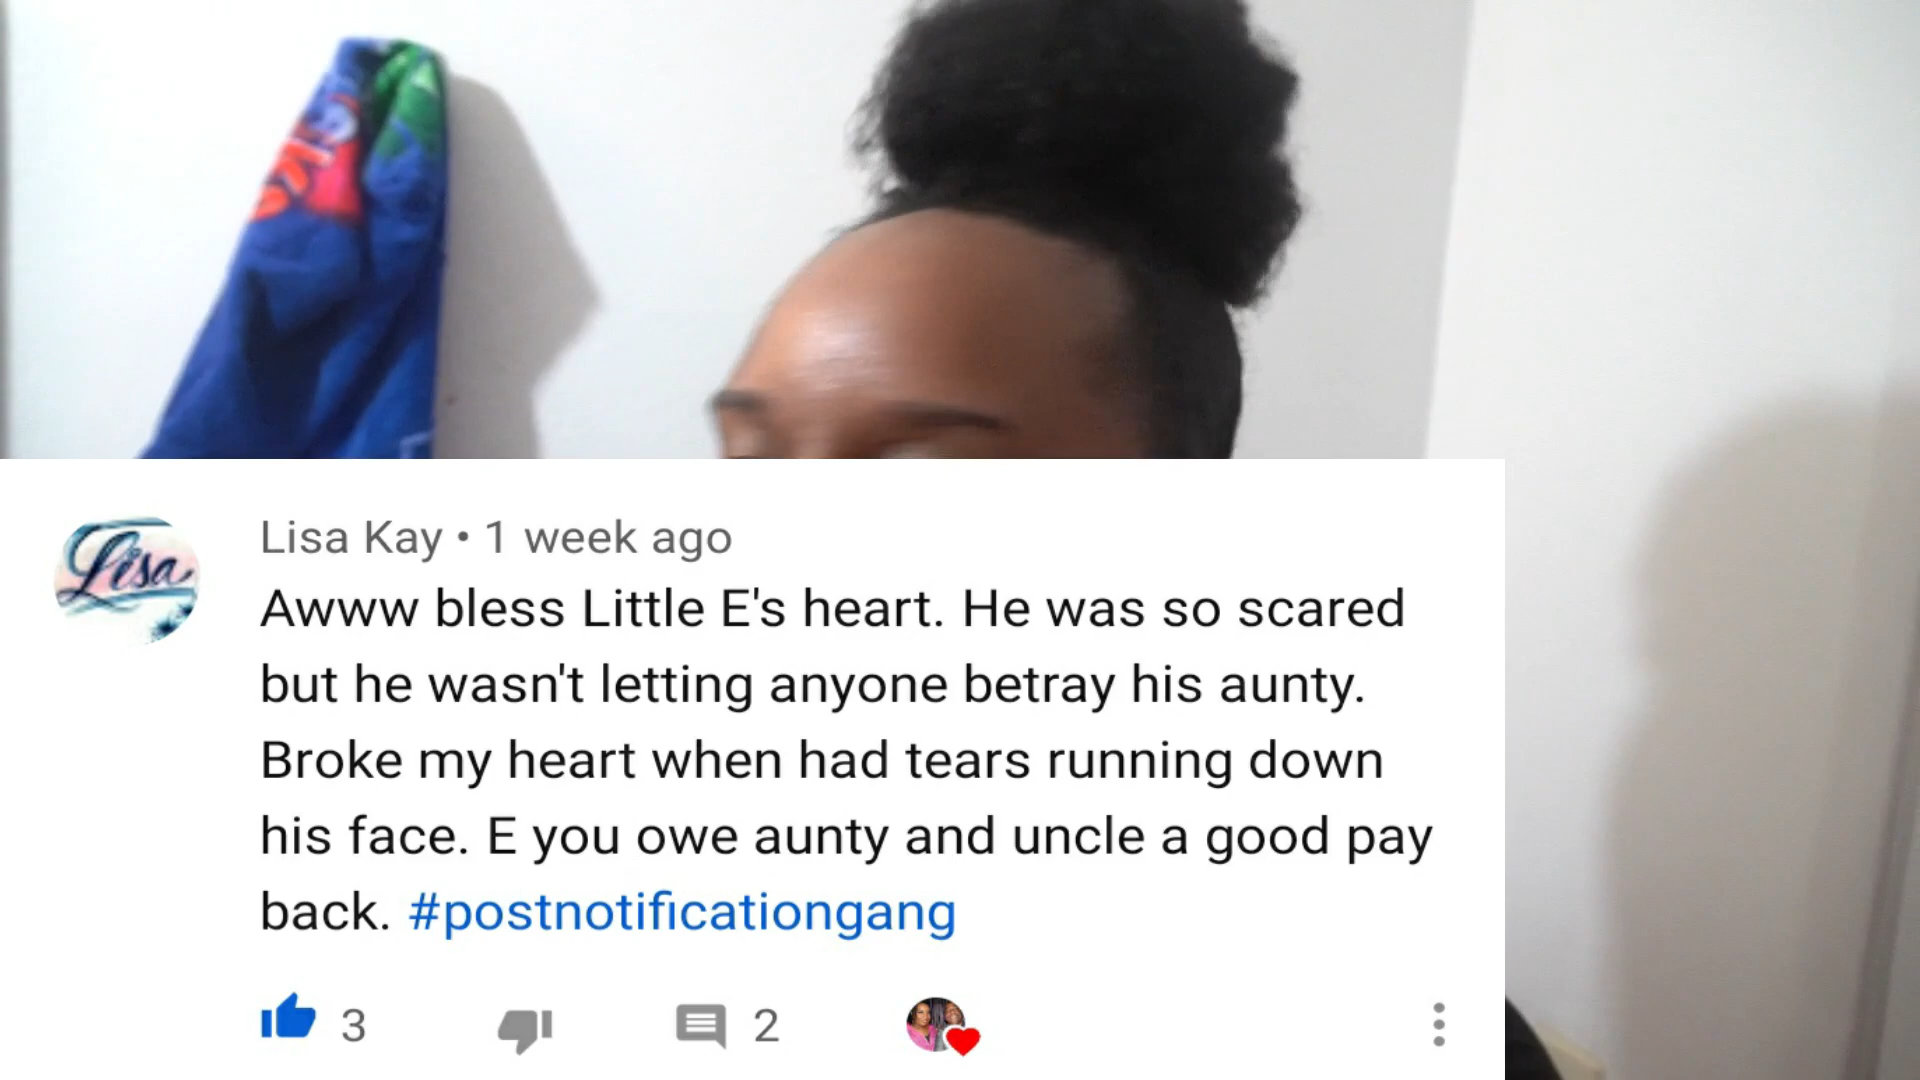 Lisa
Lisa Kay • 1 week ago
Awww bless Little E's heart. He was so scared
but he wasn't letting anyone betray his aunty.
Broke my heart when had tears running down
his face. E you owe aunty and uncle a good pay
back. #postnotificationgang
3
2